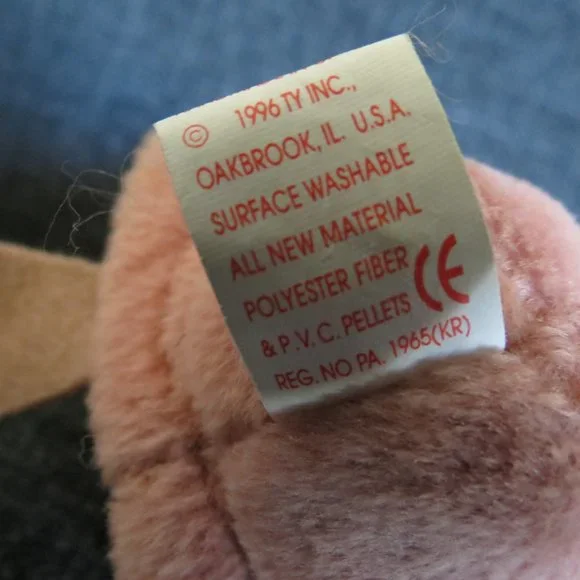 © 1996 TY INC.,
OAKBROOK, IL. U.S.A.
SURFACE WASHABLE
ALL NEW MATERIAL
POLYESTER FIBER
& P.V.C. PELLETS CE
REG. NO PA. 1965(KR)